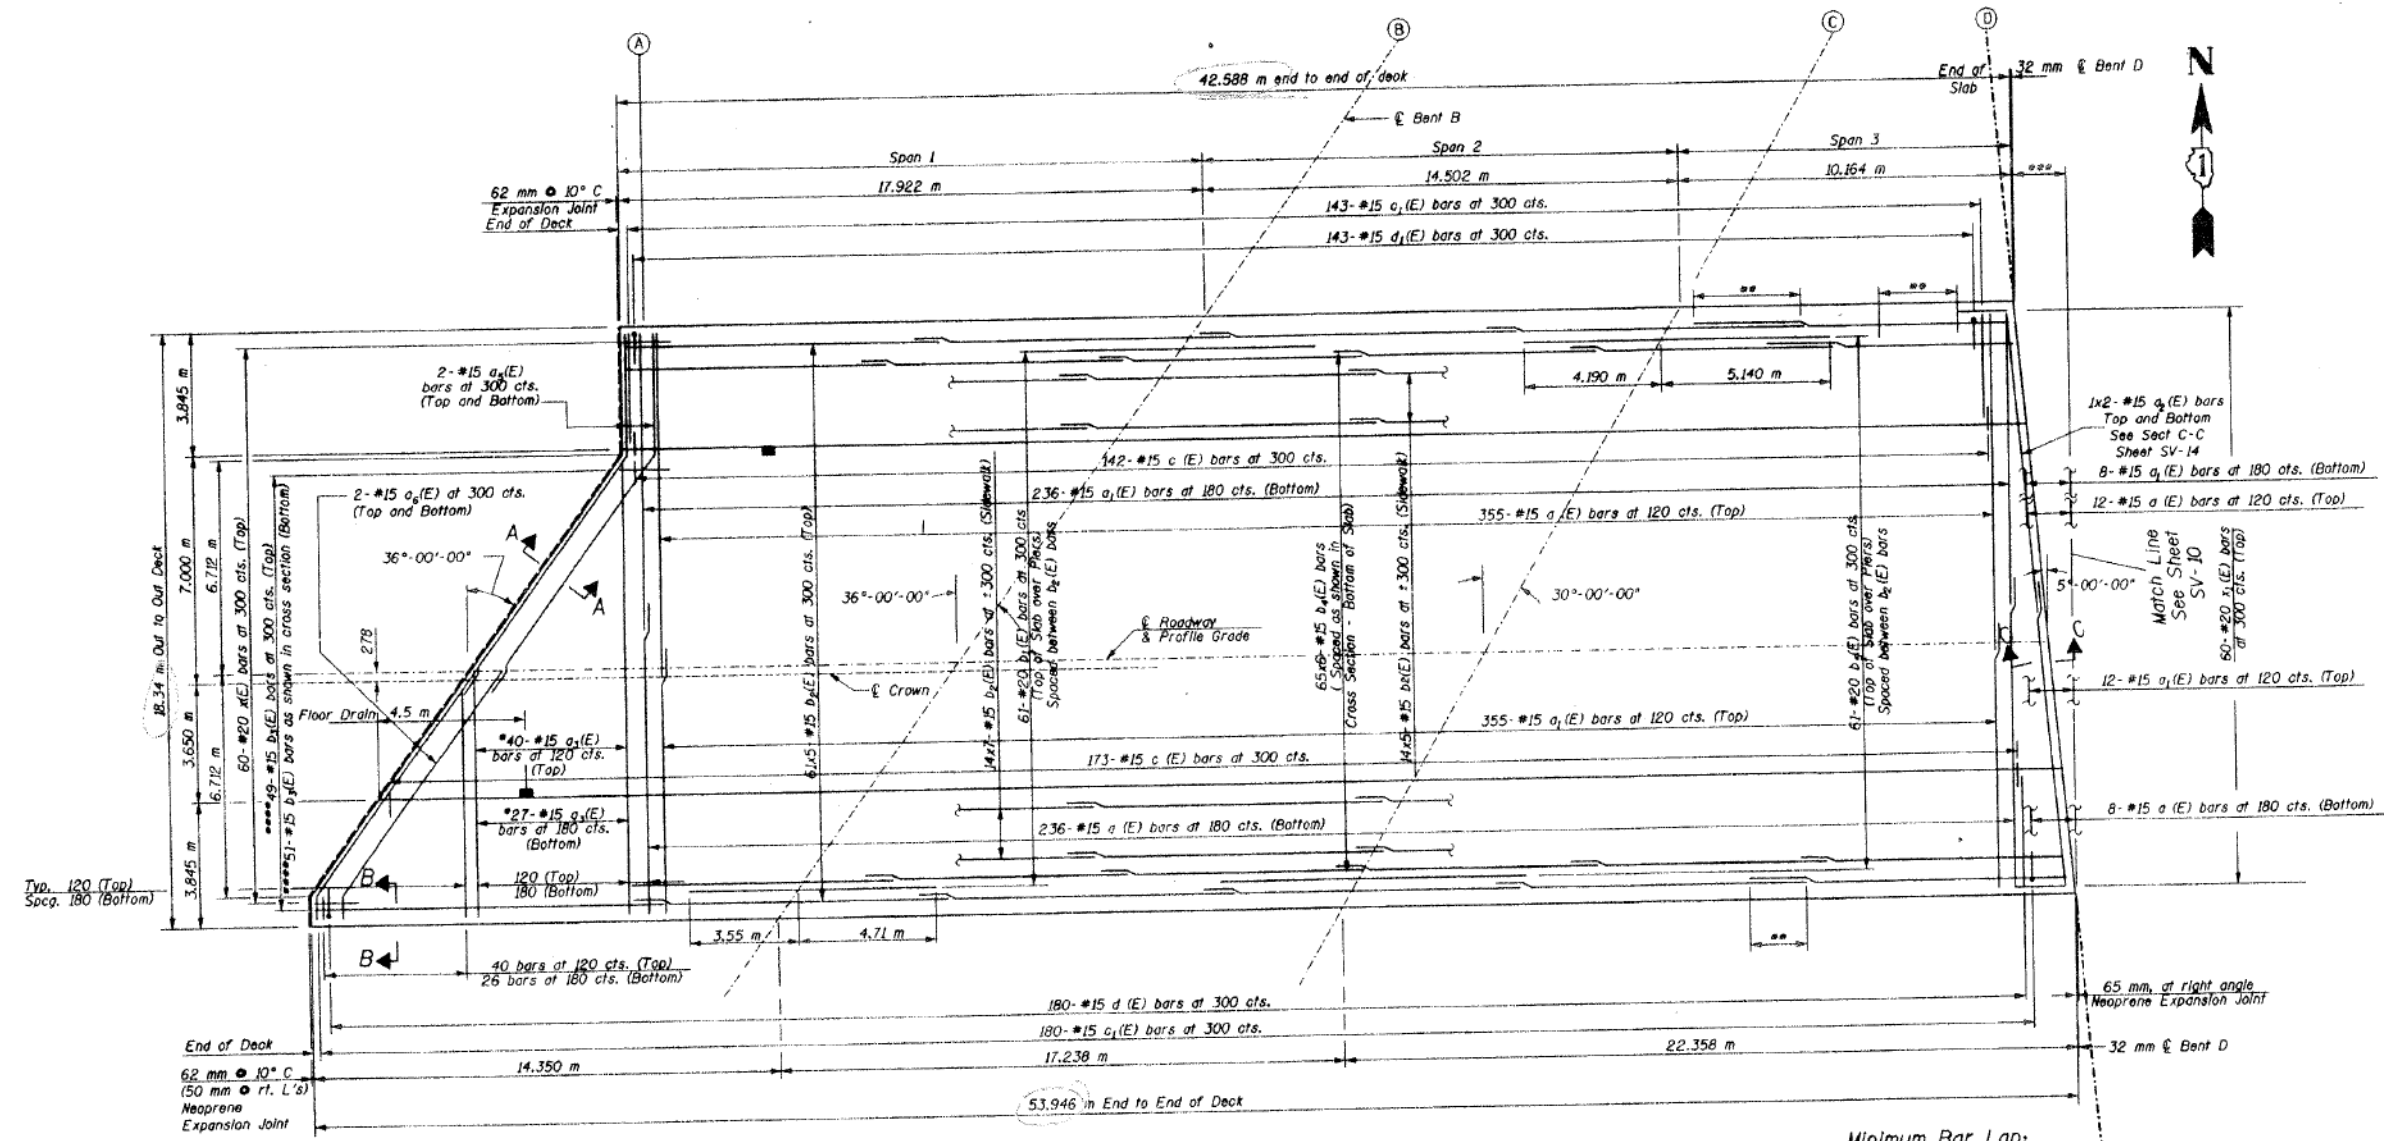 A
B
C
D
N
1
42.588 m end to end of deck
End of
Slab
32 mm ℄ Bent D
℄ Bent B
Span 1
Span 2
Span 3
17.922 m
14.502 m
10.164 m
***
62 mm @ 10° C
Expansion Joint
End of Deck
143- #15 c₁(E) bars at 300 cts.
143- #15 d₁(E) bars at 300 cts.
**
**
2- #15 a₅(E)
bars at 300 cts.
(Top and Bottom)
4.190 m
5.140 m
1x2- #15 a₂(E) bars
Top and Bottom
See Sect C-C
Sheet SV-14
142- #15 c (E) bars at 300 cts.
8- #15 a₁(E) bars at 180 cts. (Bottom)
2- #15 a₆(E) at 300 cts.
(Top and Bottom)
236- #15 a₁(E) bars at 180 cts. (Bottom)
12- #15 a (E) bars at 120 cts. (Top)
355- #15 a (E) bars at 120 cts. (Top)
A
A
36°-00'-00"
36°-00'-00"
30°-00'-00"
5°-00'-00"
Match Line
See Sheet
SV-10
60- #20 x₁(E) bars
at 300 cts. (Top)
18.34 m Out to Out Deck
3.845 m
7.000 m
3.650 m
3.845 m
6.712 m
6.712 m
60- #20 x(E) bars at 300 cts. (Top)
****49- #15 b₃(E) bars at 300 cts. (Top)
*****51- #15 b₃(E) bars as shown in cross section (Bottom)
278
61x5- #15 b₂(E) bars at 300 cts. (Top)
14x7- #15 b₂(E) bars at ± 300 cts. (Sidewalk)
61- #20 b₁(E) bars at 300 cts
(Top of Slab over Piers)
Spaced between b₂(E) bars
65x6- #15 b₄(E) bars
( Spaced as shown in
Cross Section - Bottom of Slab)
14x5- #15 b₂(E) bars at ± 300 cts. (Sidewalk)
61- #20 b₄(E) bars at 300 cts.
(Top of Slab over Piers)
Spaced between b₂(E) bars
℄ Roadway
& Profile Grade
℄ Crown
C
C
12- #15 a₁(E) bars at 120 cts. (Top)
Floor Drain
4.5 m
355- #15 a₁(E) bars at 120 cts. (Top)
*40- #15 a₃(E)
bars at 120 cts.
(Top)
173- #15 c (E) bars at 300 cts.
*27- #15 a₃(E)
bars at 180 cts.
(Bottom)
236- #15 a (E) bars at 180 cts. (Bottom)
8- #15 a (E) bars at 180 cts. (Bottom)
Typ. 120 (Top)
Spcg. 180 (Bottom)
B
120 (Top)
180 (Bottom)
3.55 m
4.71 m
**
B
40 bars at 120 cts. (Top)
26 bars at 180 cts. (Bottom)
180- #15 d (E) bars at 300 cts.
65 mm, at right angle
Neoprene Expansion Joint
180- #15 c₁(E) bars at 300 cts.
End of Deck
14.350 m
17.238 m
22.358 m
32 mm ℄ Bent D
62 mm @ 10° C
(50 mm @ rt. L's)
Neoprene
Expansion Joint
53.946 m End to End of Deck
Minimum Bar Lap: